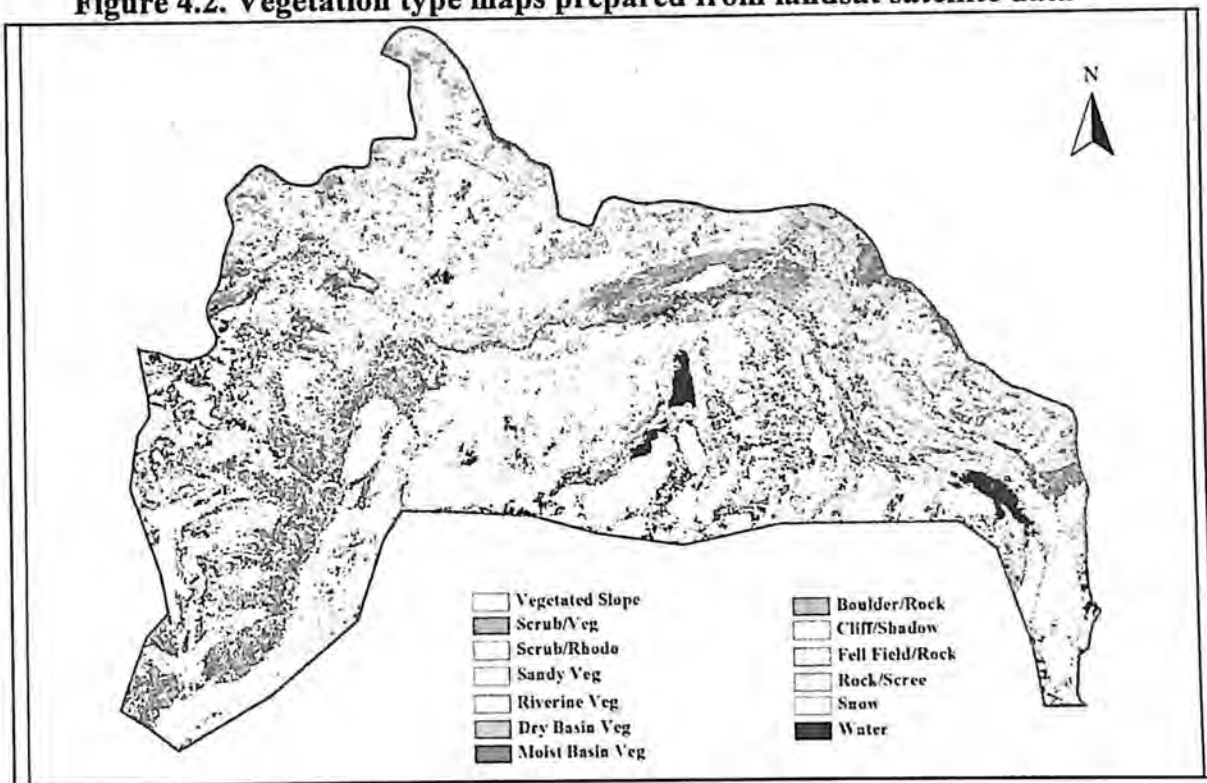 Figure 4.2. Vegetation type maps prepared from landsat satellite data
N
Vegetated Slope
Scrub/Veg
Scrub/Rhodo
Sandy Veg
Riverine Veg
Dry Basin Veg
Moist Basin Veg
Boulder/Rock
Cliff/Shadow
Fell Field/Rock
Rock/Scree
Snow
Water